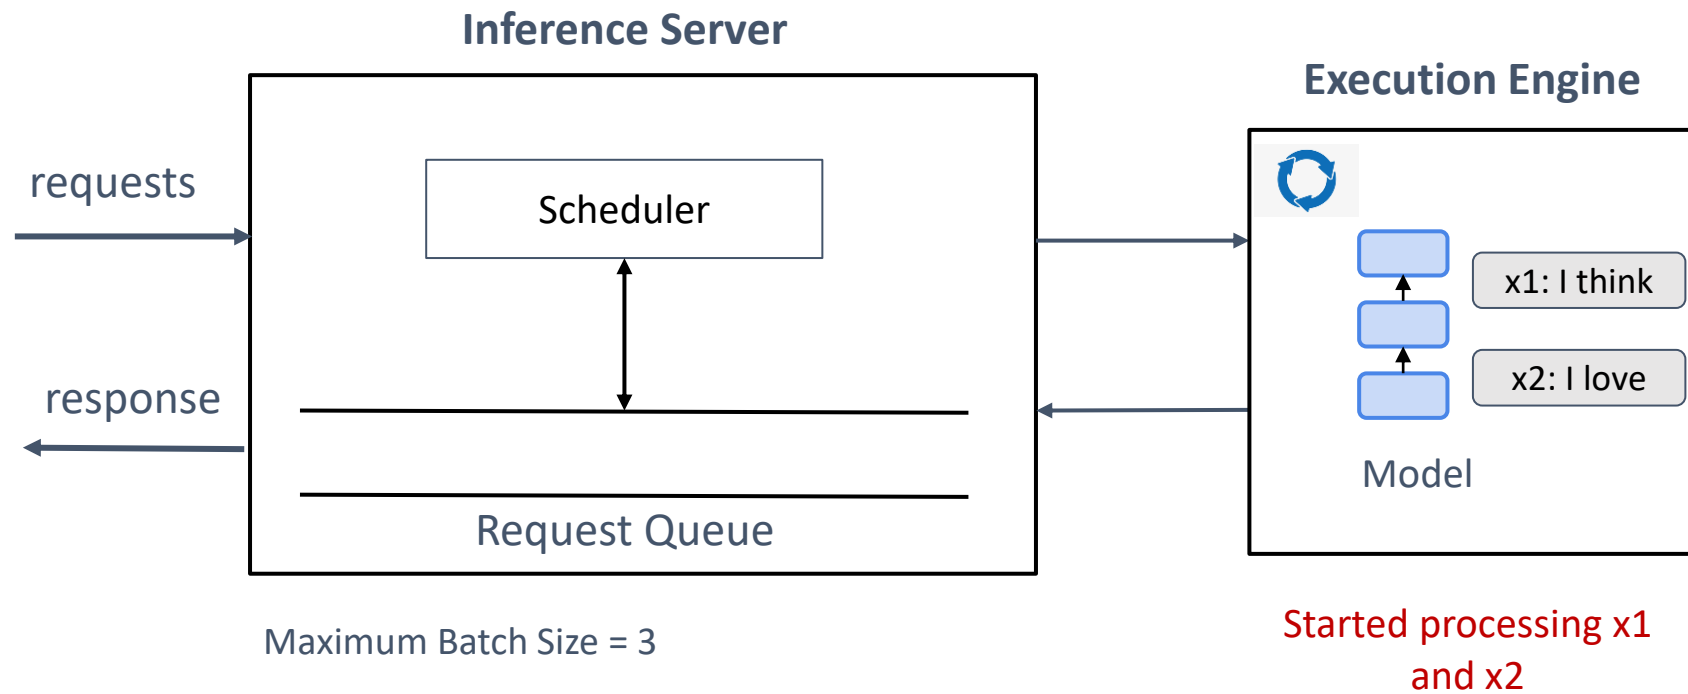 Inference Server
Execution Engine
requests
Scheduler
x1: I think
x2: I love
response
Model
Request Queue
Maximum Batch Size = 3
Started processing x1
and x2